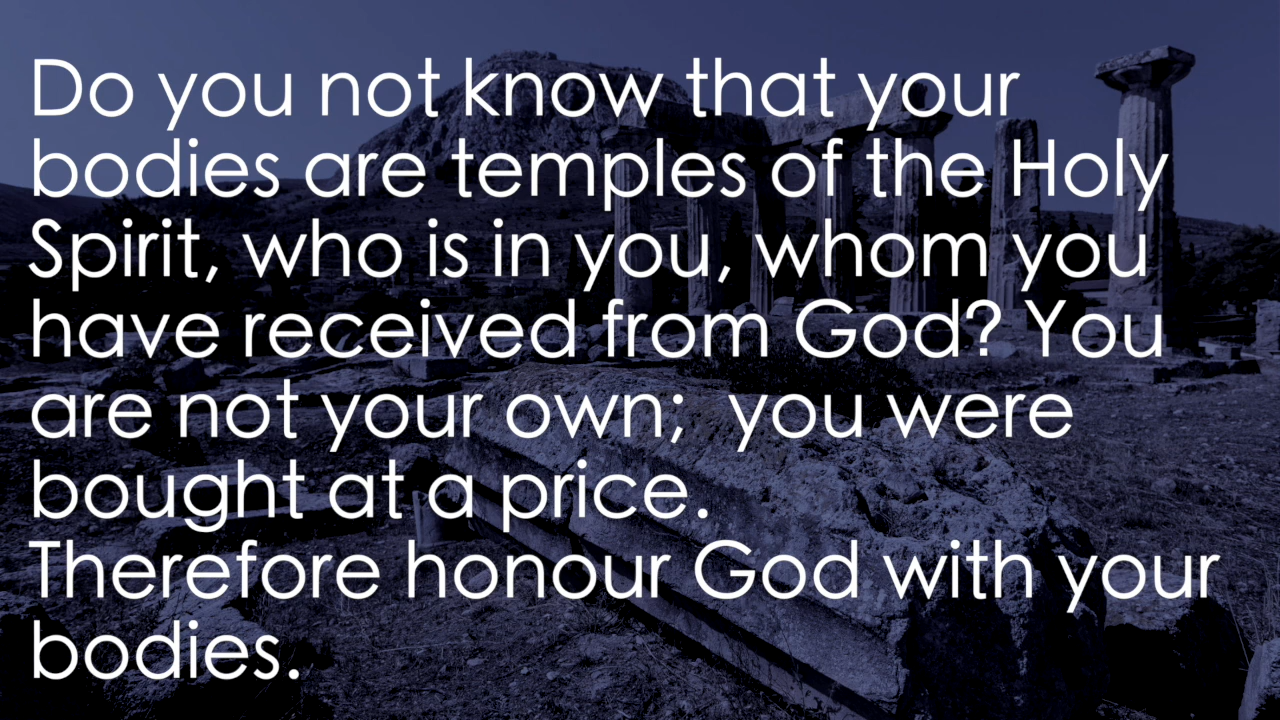 Do you not know that your
bodies are temples of the Holy
Spirit, who is in you, whom you
have received from God? You
are not your own;  you were
bought at a price.
Therefore honour God with your
bodies.